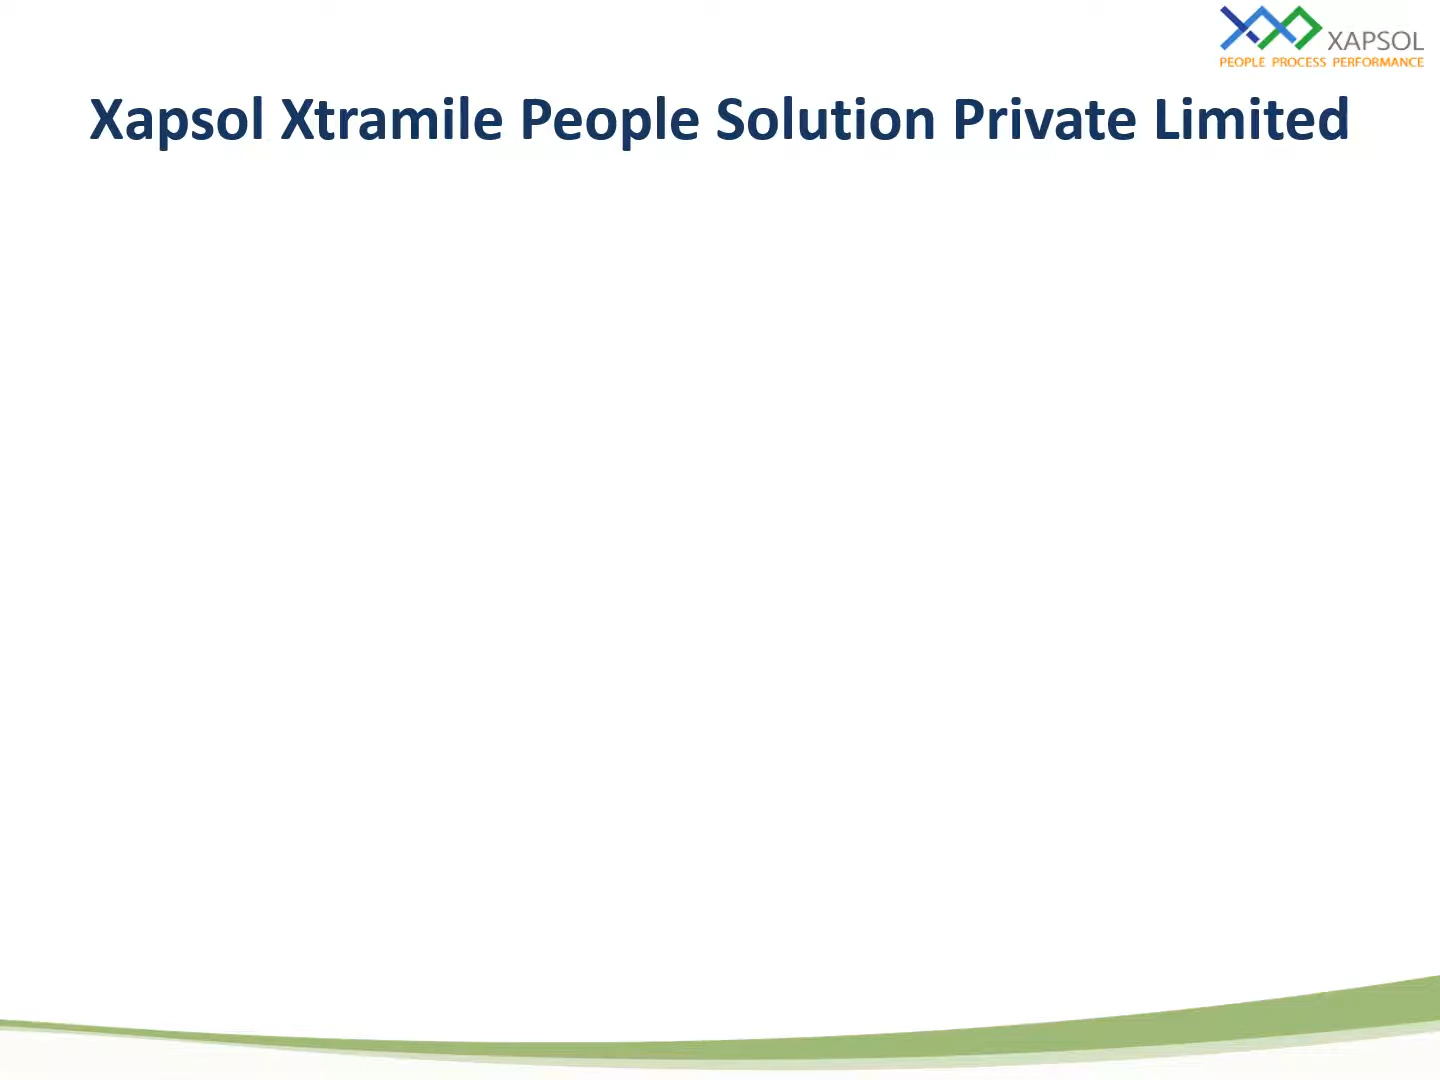 XAPSOL
PEOPLE PROCESS PERFORMANCE
Xapsol Xtramile People Solution Private Limited